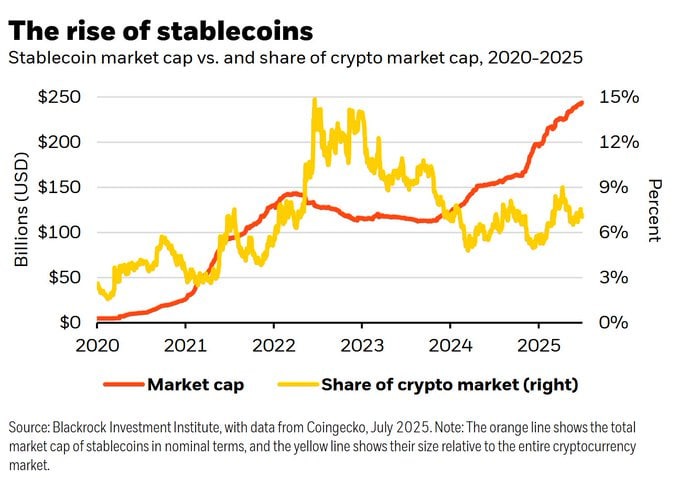 The rise of stablecoins
Stablecoin market cap vs. and share of crypto market cap, 2020-2025
$250
$200
$150
$100
$50
$0
Billions (USD)
15%
12%
9%
6%
3%
0%
Percent
2020 2021 2022 2023 2024 2025
Market cap Share of crypto market (right)
Source: Blackrock Investment Institute, with data from Coingecko, July 2025. Note: The orange line shows the total
market cap of stablecoins in nominal terms, and the yellow line shows their size relative to the entire cryptocurrency
market.